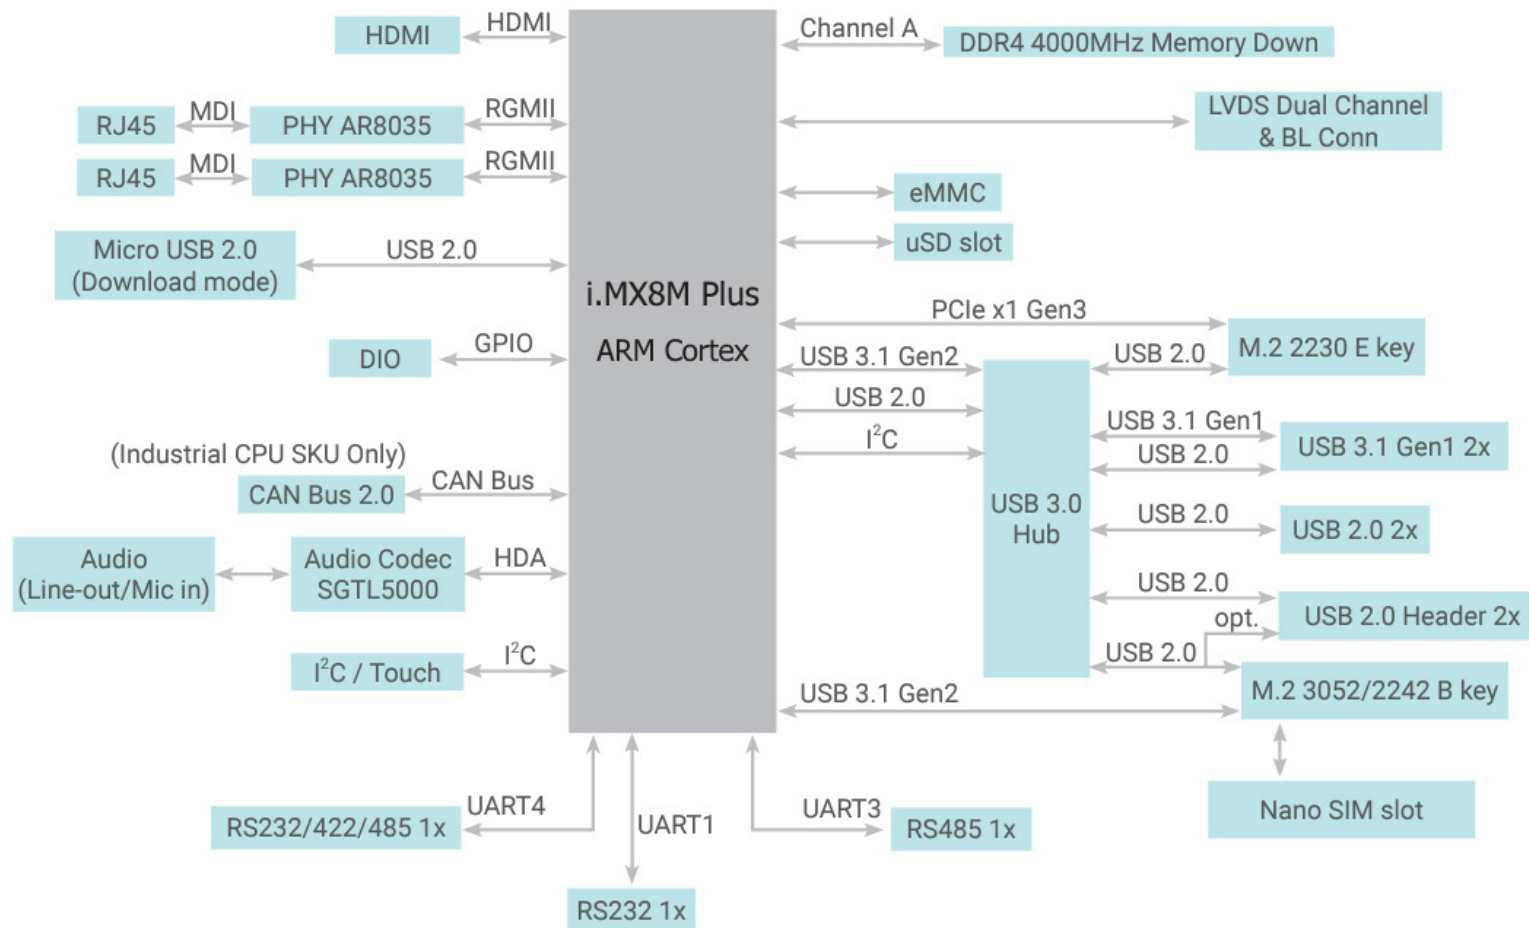 HDMI
HDMI
Channel A
DDR4 4000MHz Memory Down
RJ45
MDI
PHY AR8035
RGMII
LVDS Dual Channel
& BL Conn
RJ45
MDI
PHY AR8035
RGMII
eMMC
uSD slot
Micro USB 2.0
(Download mode)
USB 2.0
i.MX8M Plus
ARM Cortex
PCIe x1 Gen3
M.2 2230 E key
USB 2.0
DIO
GPIO
USB 3.1 Gen2
USB 2.0
I²C
USB 3.0
Hub
USB 3.1 Gen1
USB 2.0
USB 3.1 Gen1 2x
USB 2.0
USB 2.0 2x
USB 2.0
USB 2.0 Header 2x
opt.
USB 2.0
M.2 3052/2242 B key
USB 3.1 Gen2
Nano SIM slot
(Industrial CPU SKU Only)
CAN Bus 2.0
CAN Bus
Audio
(Line-out/Mic in)
Audio Codec
SGTL5000
HDA
I²C / Touch
I²C
RS232/422/485 1x
UART4
UART1
RS232 1x
UART3
RS485 1x